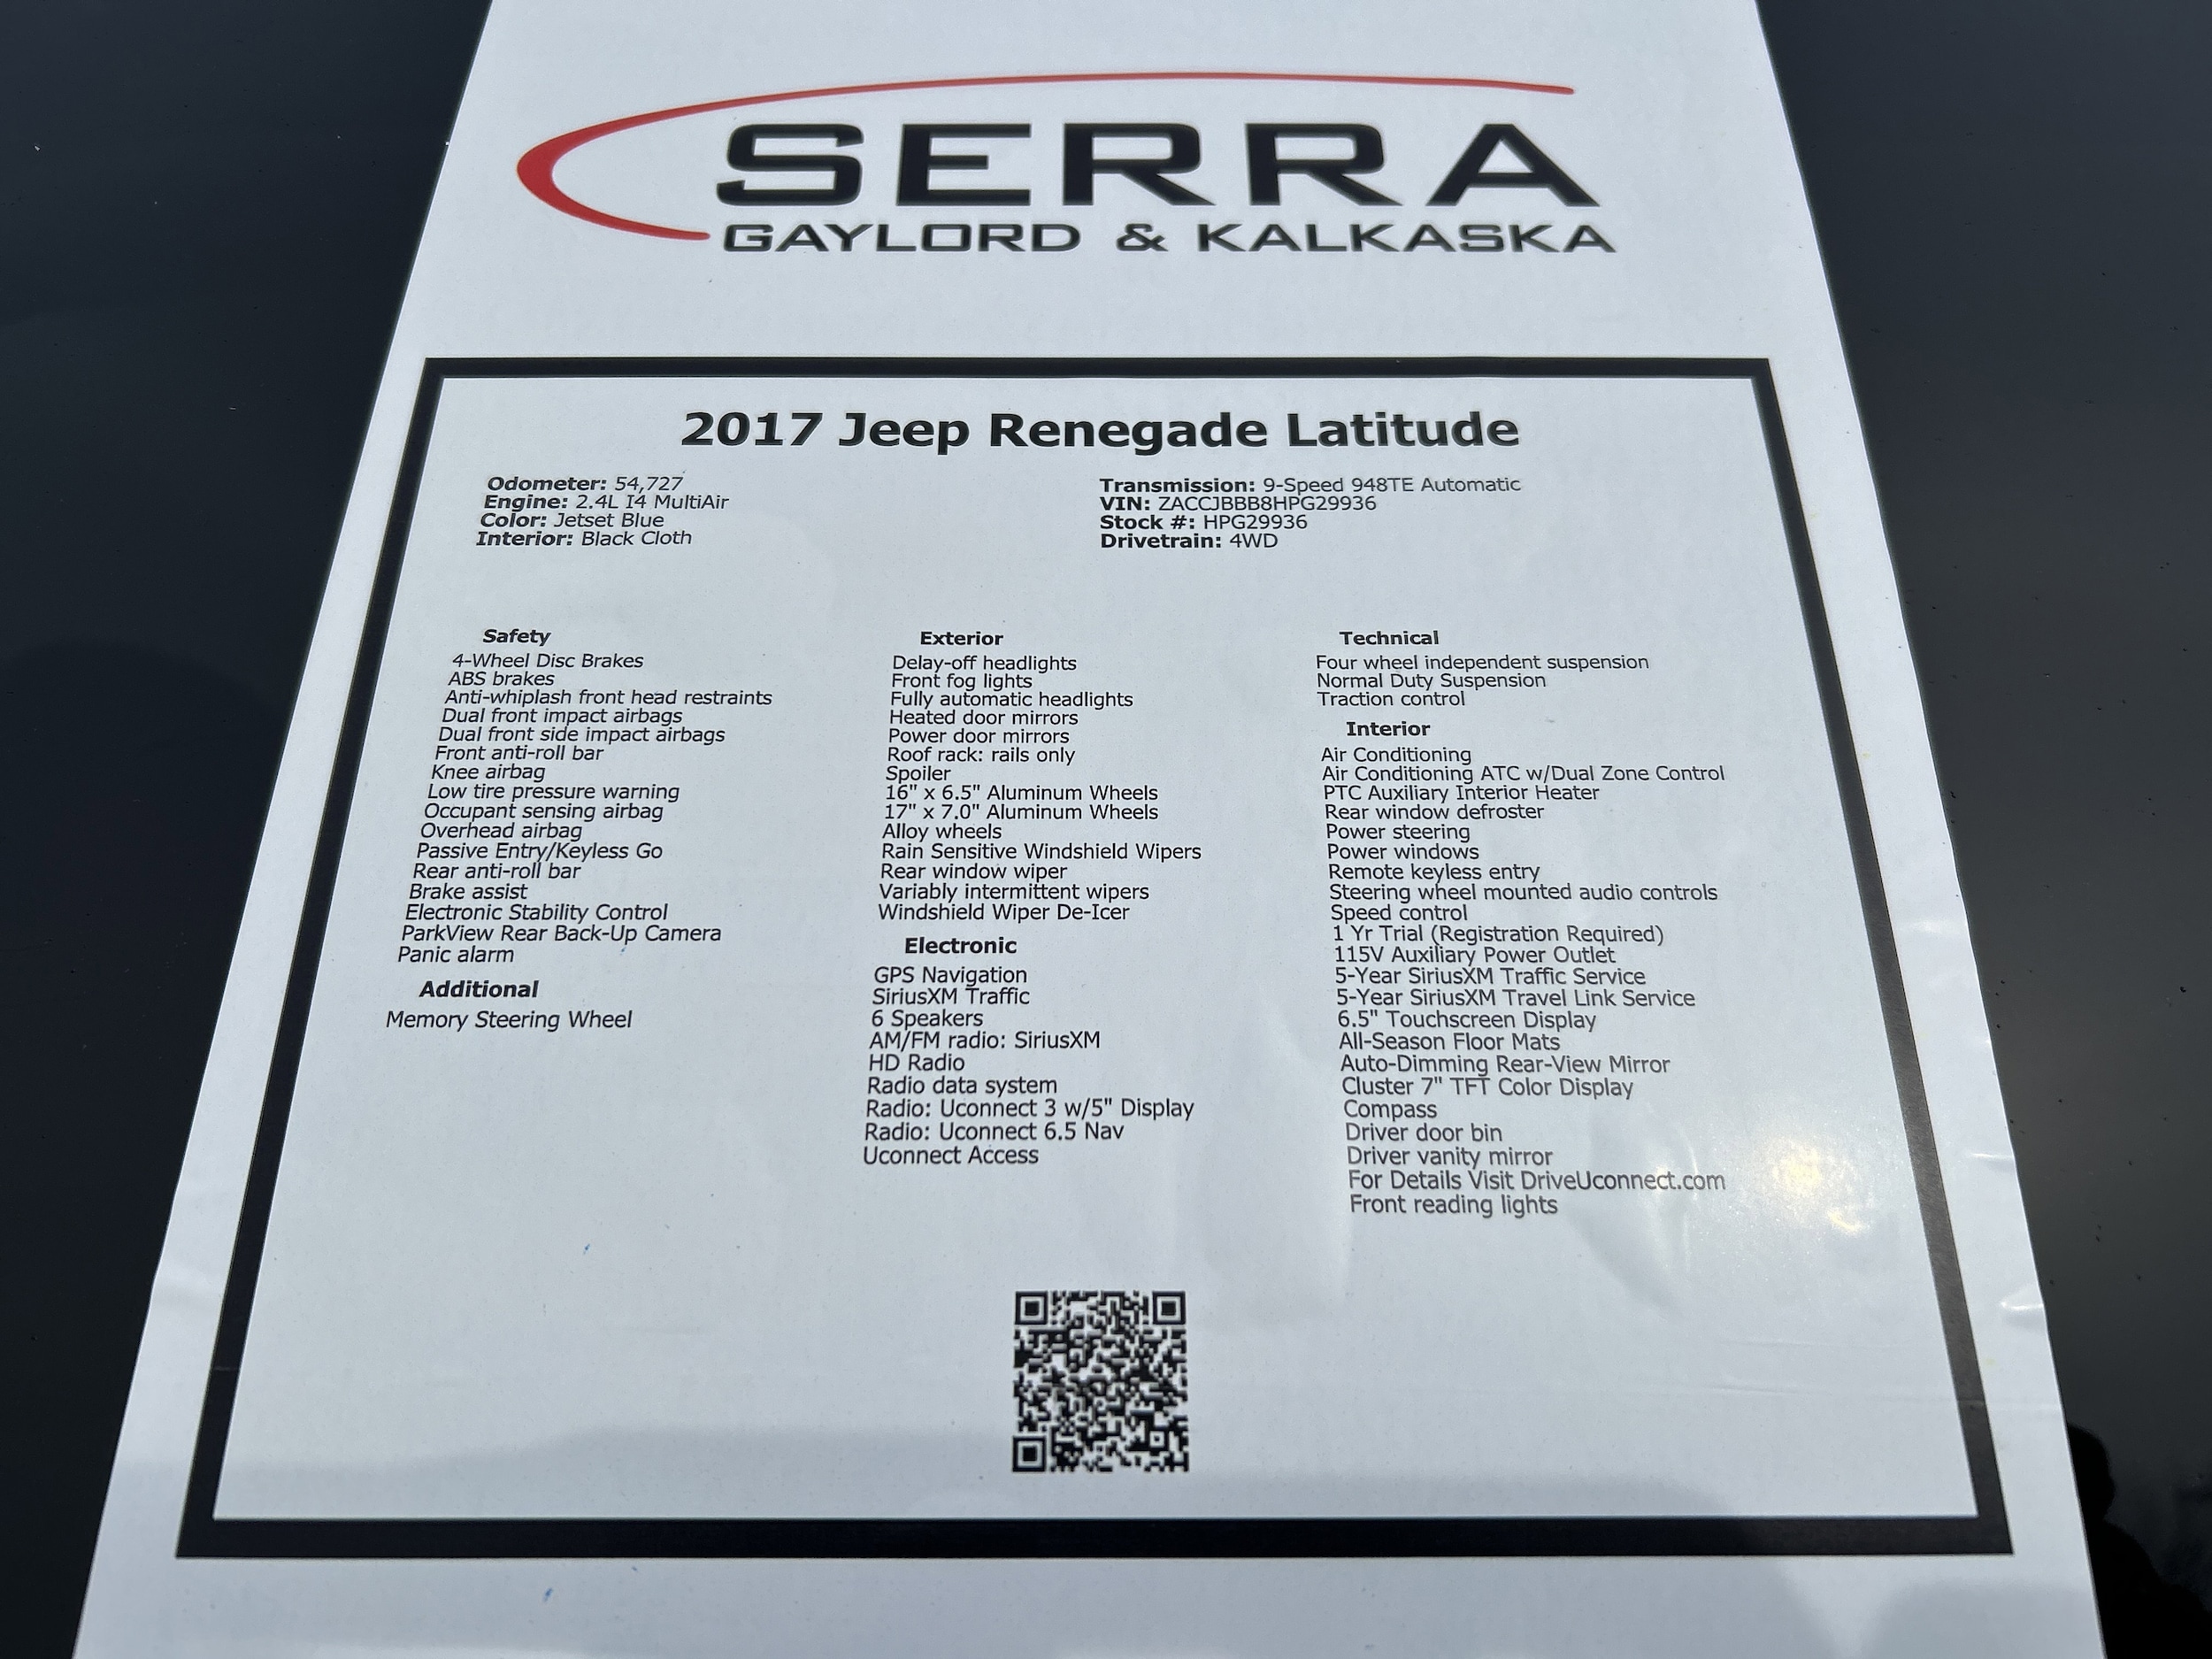 SERRA
GAYLORD & KALKASKA
2017 Jeep Renegade Latitude
Odometer: 54,727
Engine: 2.4L I4 MultiAir
Color: Jetset Blue
Interior: Black Cloth
Transmission: 9-Speed 948TE Automatic
VIN: ZACCJBBB8HPG29936
Stock #: HPG29936
Drivetrain: 4WD
Safety
4-Wheel Disc Brakes
ABS brakes
Anti-whiplash front head restraints
Dual front impact airbags
Dual front side impact airbags
Front anti-roll bar
Knee airbag
Low tire pressure warning
Occupant sensing airbag
Overhead airbag
Passive Entry/Keyless Go
Rear anti-roll bar
Brake assist
Electronic Stability Control
ParkView Rear Back-Up Camera
Panic alarm
Additional
Memory Steering Wheel
Exterior
Delay-off headlights
Front fog lights
Fully automatic headlights
Heated door mirrors
Power door mirrors
Roof rack: rails only
Spoiler
16" x 6.5" Aluminum Wheels
17" x 7.0" Aluminum Wheels
Alloy wheels
Rain Sensitive Windshield Wipers
Rear window wiper
Variably intermittent wipers
Windshield Wiper De-Icer
Electronic
GPS Navigation
SiriusXM Traffic
6 Speakers
AM/FM radio: SiriusXM
HD Radio
Radio data system
Radio: Uconnect 3 w/5" Display
Radio: Uconnect 6.5 Nav
Uconnect Access
Technical
Four wheel independent suspension
Normal Duty Suspension
Traction control
Interior
Air Conditioning
Air Conditioning ATC w/Dual Zone Control
PTC Auxiliary Interior Heater
Rear window defroster
Power steering
Power windows
Remote keyless entry
Steering wheel mounted audio controls
Speed control
1 Yr Trial (Registration Required)
115V Auxiliary Power Outlet
5-Year SiriusXM Traffic Service
5-Year SiriusXM Travel Link Service
6.5" Touchscreen Display
All-Season Floor Mats
Auto-Dimming Rear-View Mirror
Cluster 7" TFT Color Display
Compass
Driver door bin
Driver vanity mirror
For Details Visit DriveUconnect.com
Front reading lights